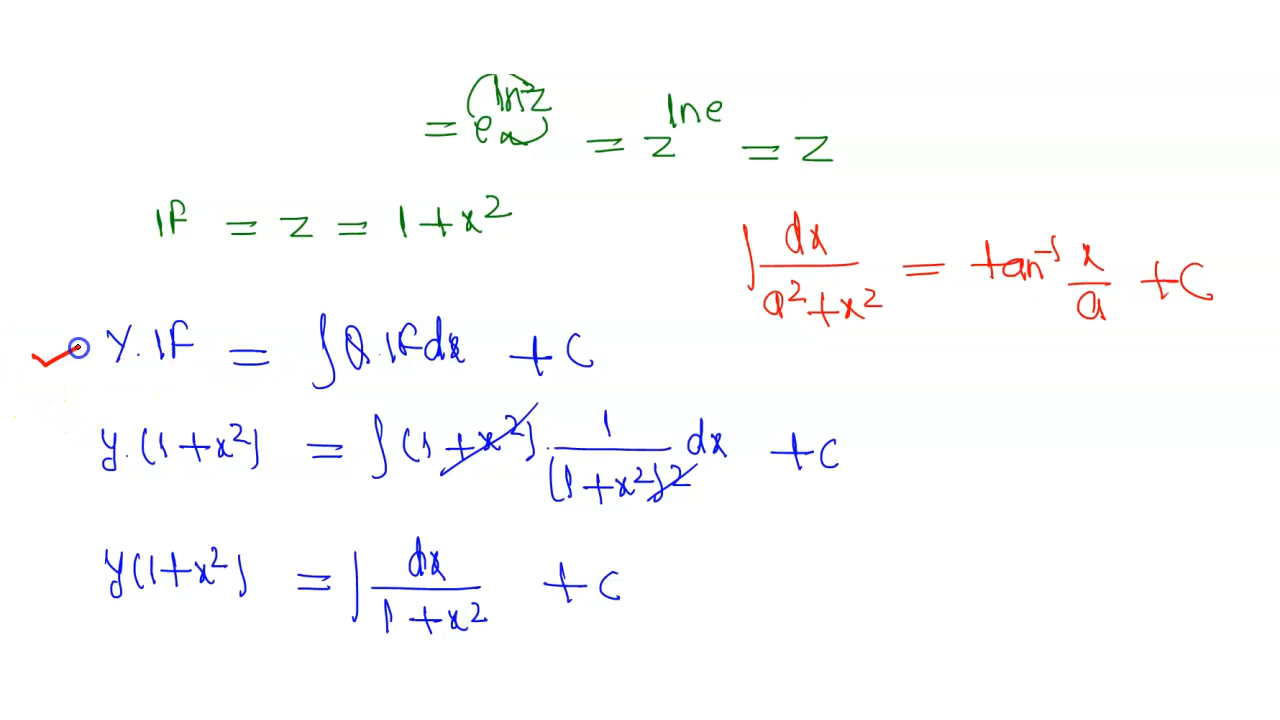 = e^{ln z} = z^{ln e} = z
IF = z = 1+x²
∫ dx/(a²+x²) = tan⁻¹ x/a + C
Y.IF = ∫ Q.IF dx + C
y.(1+x²) = ∫ (1+x²). 1/(1+x²)² dx + C
y(1+x²) = ∫ dx/(1+x²) + C